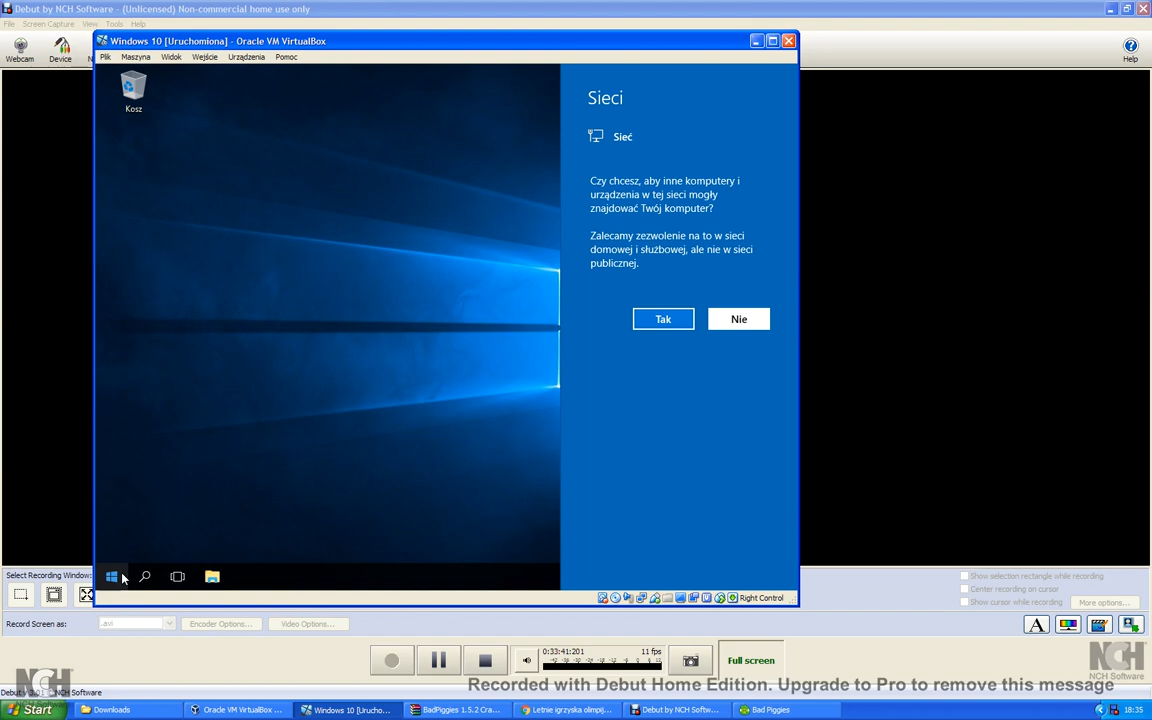 Debut by NCH Software - (Unlicensed) Non-commercial home use only
File Screen Capture View Tools Help
Webcam Device
Help
Windows 10 [Uruchomiona] - Oracle VM VirtualBox
Plik Maszyna Widok Wejście Urządzenia Pomoc
Kosz
Sieci
Sieć
Czy chcesz, aby inne komputery i
urządzenia w tej sieci mogły
znajdować Twój komputer?
Zalecamy zezwolenie na to w sieci
domowej i służbowej, ale nie w sieci
publicznej.
Tak Nie
Right Control
Select Recording Window:
Show selection rectangle while recording
Center recording on cursor
Show cursor while recording
More options...
Record Screen as: .avi Encoder Options... Video Options...
0:33:41:201 11 fps
Full screen
NCH
NCH
NCH Software
Debut v 3.01 © NCH Software
Recorded with Debut Home Edition. Upgrade to Pro to remove this message
Start Downloads Oracle VM VirtualBox ... Windows 10 [Urucho... BadPiggies 1.5.2 Cra... Letnie igrzyska olimpij... Debut by NCH Softw... Bad Piggies 18:35